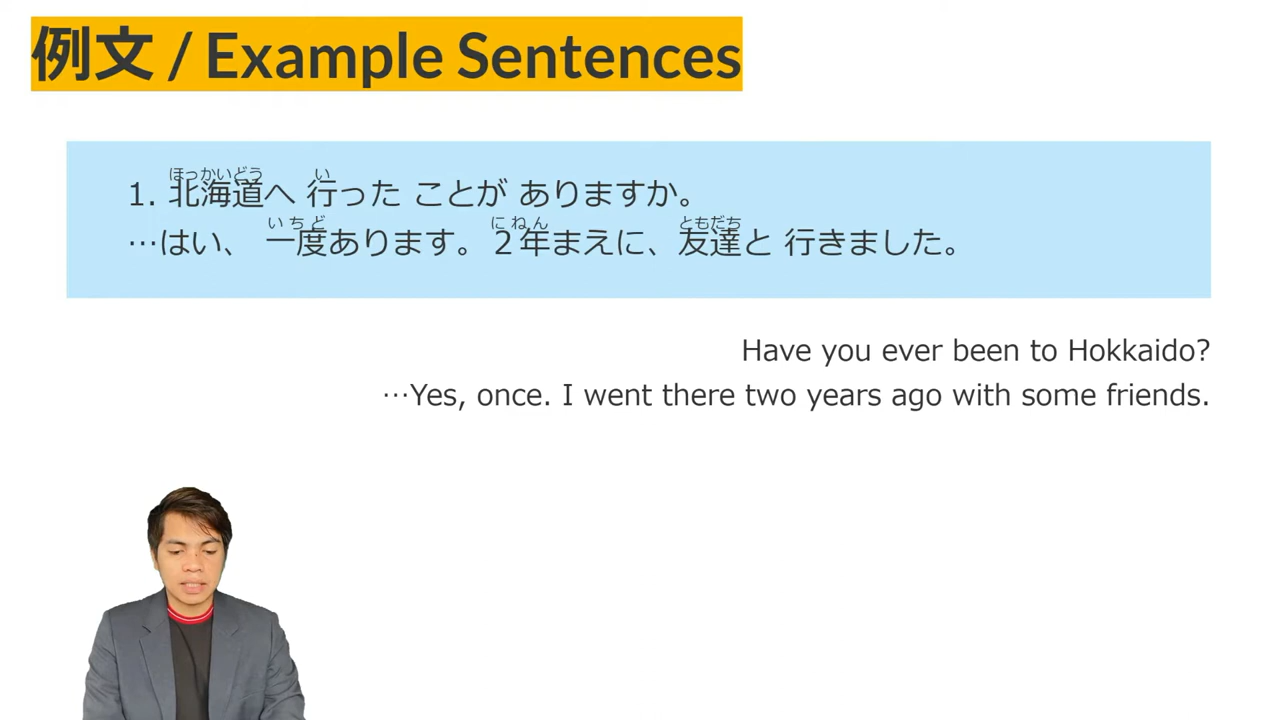 例文 / Example Sentences
ほっかいどう い
1. 北海道へ 行った ことが ありますか。
いちど にねん ともだち
…はい、 一度あります。２年まえに、友達と 行きました。
Have you ever been to Hokkaido?
…Yes, once. I went there two years ago with some friends.